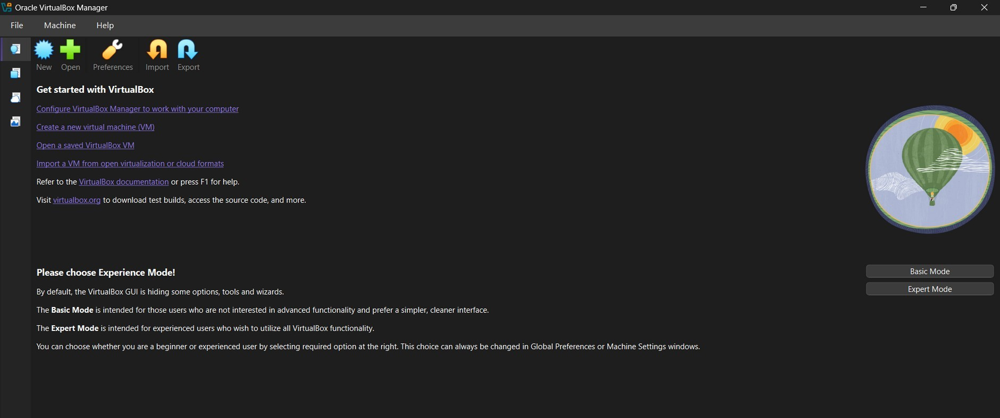 Oracle VirtualBox Manager
File Machine Help
New Open Preferences Import Export
Get started with VirtualBox
Configure VirtualBox Manager to work with your computer
Create a new virtual machine (VM)
Open a saved VirtualBox VM
Import a VM from open virtualization or cloud formats
Refer to the VirtualBox documentation or press F1 for help.
Visit virtualbox.org to download test builds, access the source code, and more.
Please choose Experience Mode!
Basic Mode
Expert Mode
By default, the VirtualBox GUI is hiding some options, tools and wizards.
The Basic Mode is intended for those users who are not interested in advanced functionality and prefer a simpler, cleaner interface.
The Expert Mode is intended for experienced users who wish to utilize all VirtualBox functionality.
You can choose whether you are a beginner or experienced user by selecting required option at the right. This choice can always be changed in Global Preferences or Machine Settings windows.